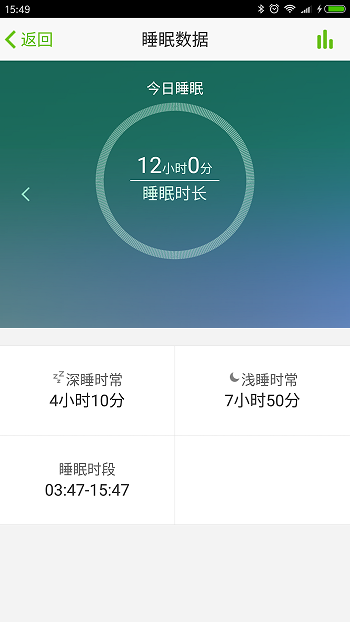 15:49
返回
睡眠数据
今日睡眠
12小时0分
睡眠时长
深睡时常
浅睡时常
4小时10分
7小时50分
睡眠时段
03:47-15:47